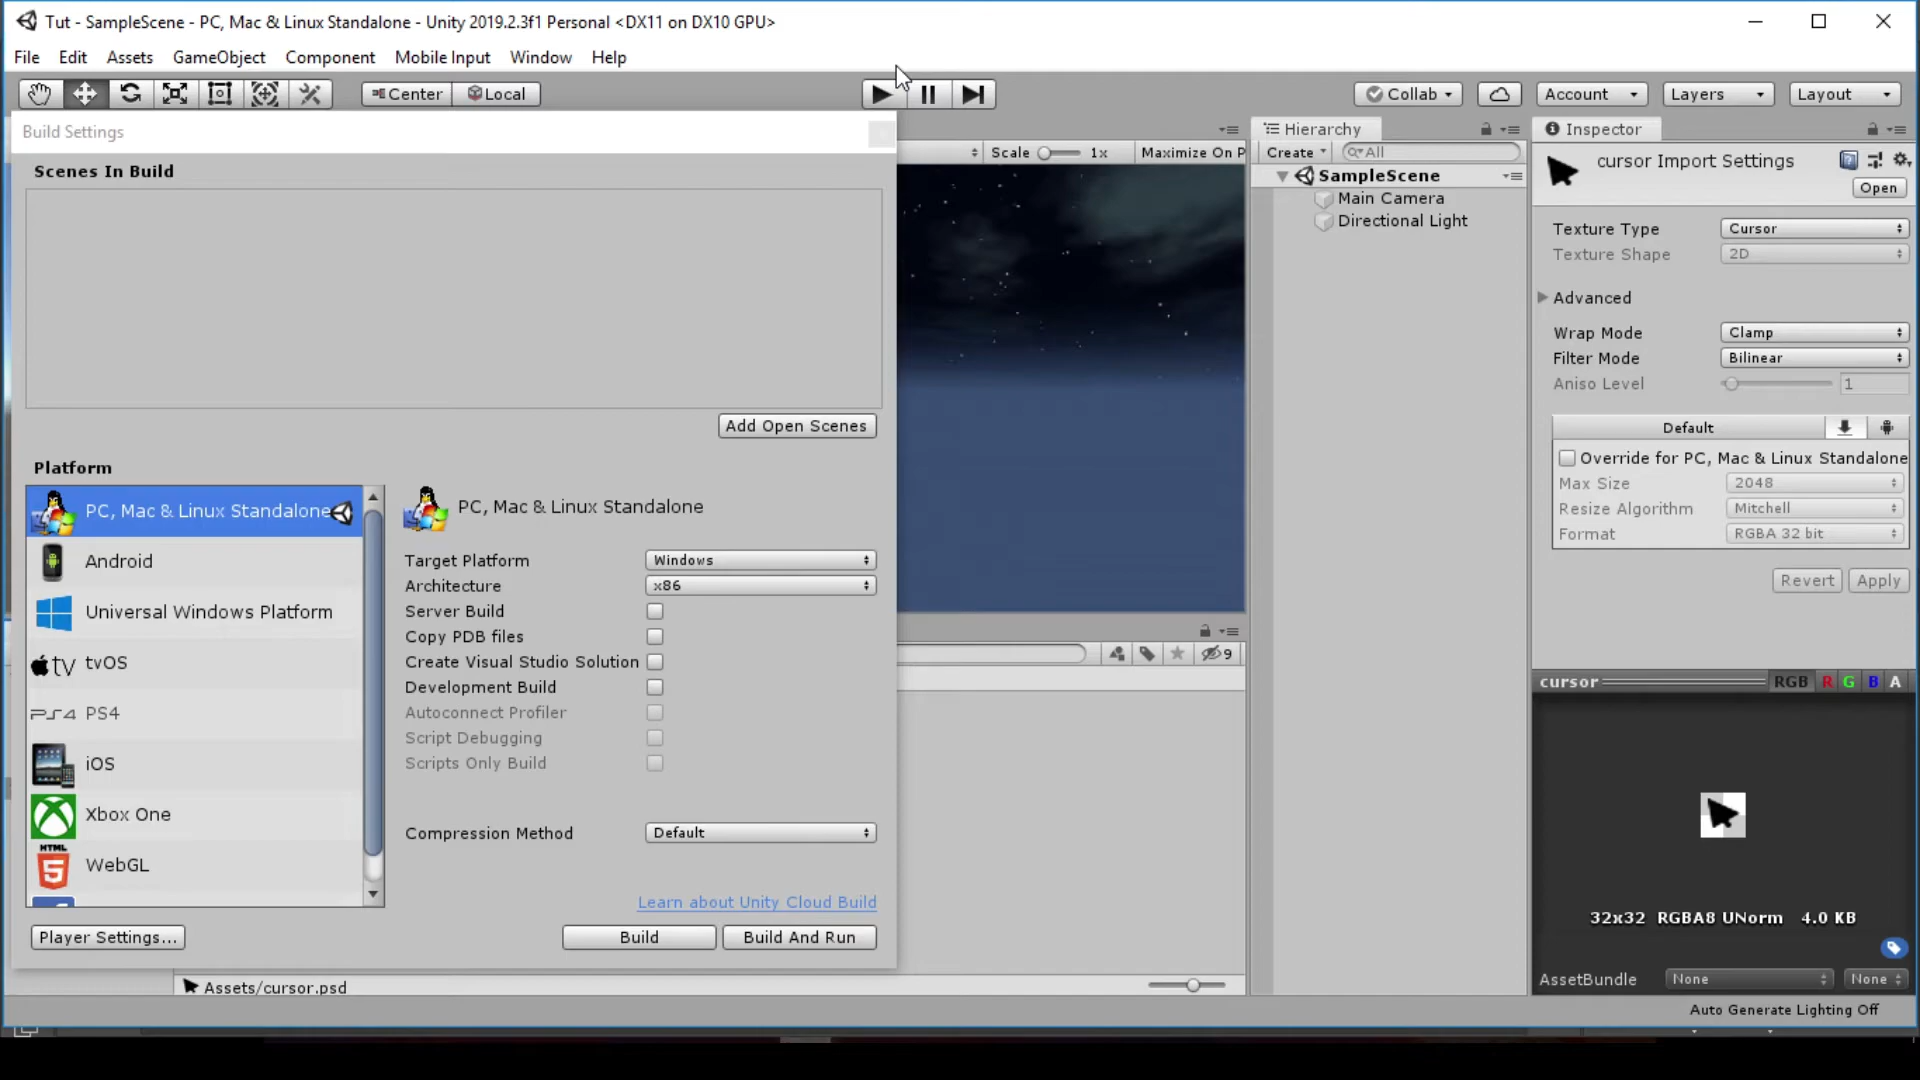 Tut - SampleScene - PC, Mac & Linux Standalone - Unity 2019.2.3f1 Personal <DX11 on DX10 GPU>
File Edit Assets GameObject Component Mobile Input Window Help
Center Local Collab Account Layers Layout
Build Settings
Scenes In Build
Add Open Scenes
Platform
PC, Mac & Linux Standalone
Android
Universal Windows Platform
tv tvOS
PS4 PS4
iOS
Xbox One
HTML
5 WebGL
PC, Mac & Linux Standalone
Target Platform Windows
Architecture x86
Server Build
Copy PDB files
Create Visual Studio Solution
Development Build
Autoconnect Profiler
Script Debugging
Scripts Only Build
Compression Method Default
Learn about Unity Cloud Build
Player Settings... Build Build And Run
Scale 1x Maximize On P
9
Assets/cursor.psd
Hierarchy
Create All
SampleScene
Main Camera
Directional Light
Inspector
cursor Import Settings
Open
Texture Type Cursor
Texture Shape 2D
Advanced
Wrap Mode Clamp
Filter Mode Bilinear
Aniso Level 1
Default
Override for PC, Mac & Linux Standalone
Max Size 2048
Resize Algorithm Mitchell
Format RGBA 32 bit
Revert Apply
cursor RGB R G B A
32x32 RGBA8 UNorm 4.0 KB
AssetBundle None None
Auto Generate Lighting Off